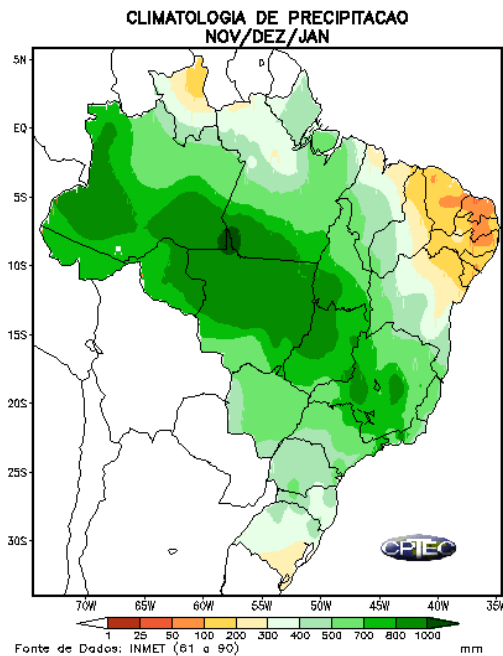 CLIMATOLOGIA DE PRECIPITACAO
NOV/DEZ/JAN
5N
EQ
5S
10S
15S
20S
25S
30S
CPTEC
70W 65W 60W 55W 50W 45W 40W 35W
1 25 50 100 200 300 400 500 700 800 1000
Fonte de Dados: INMET (61 a 90) mm